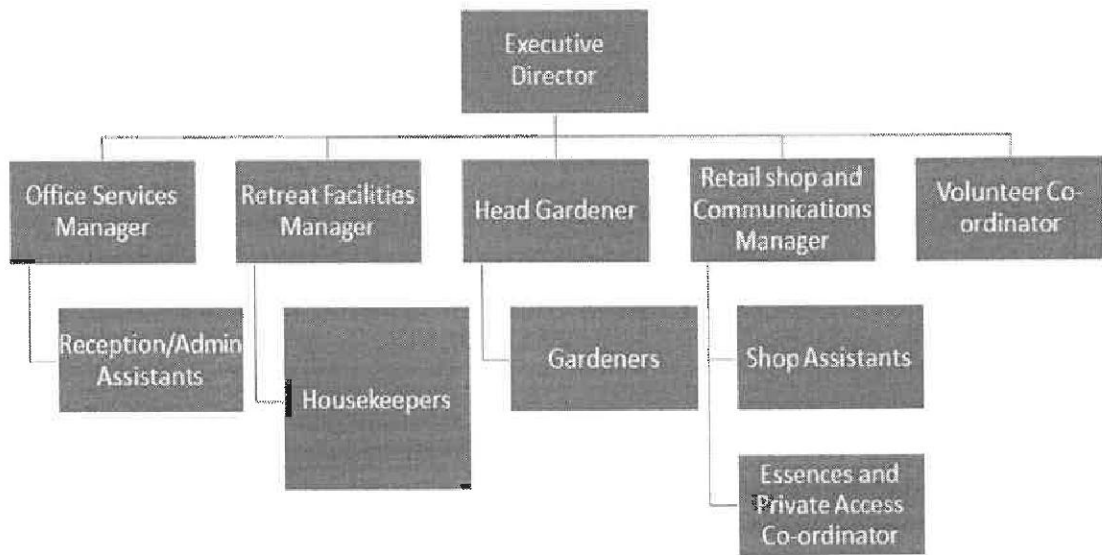 Executive
Director
Office Services
Manager
Retreat Facilities
Manager
Head Gardener
Retail shop and
Communications
Manager
Volunteer Co-
ordinator
Reception/Admin
Assistants
Housekeepers
Gardeners
Shop Assistants
Essences and
Private Access
Co-ordinator